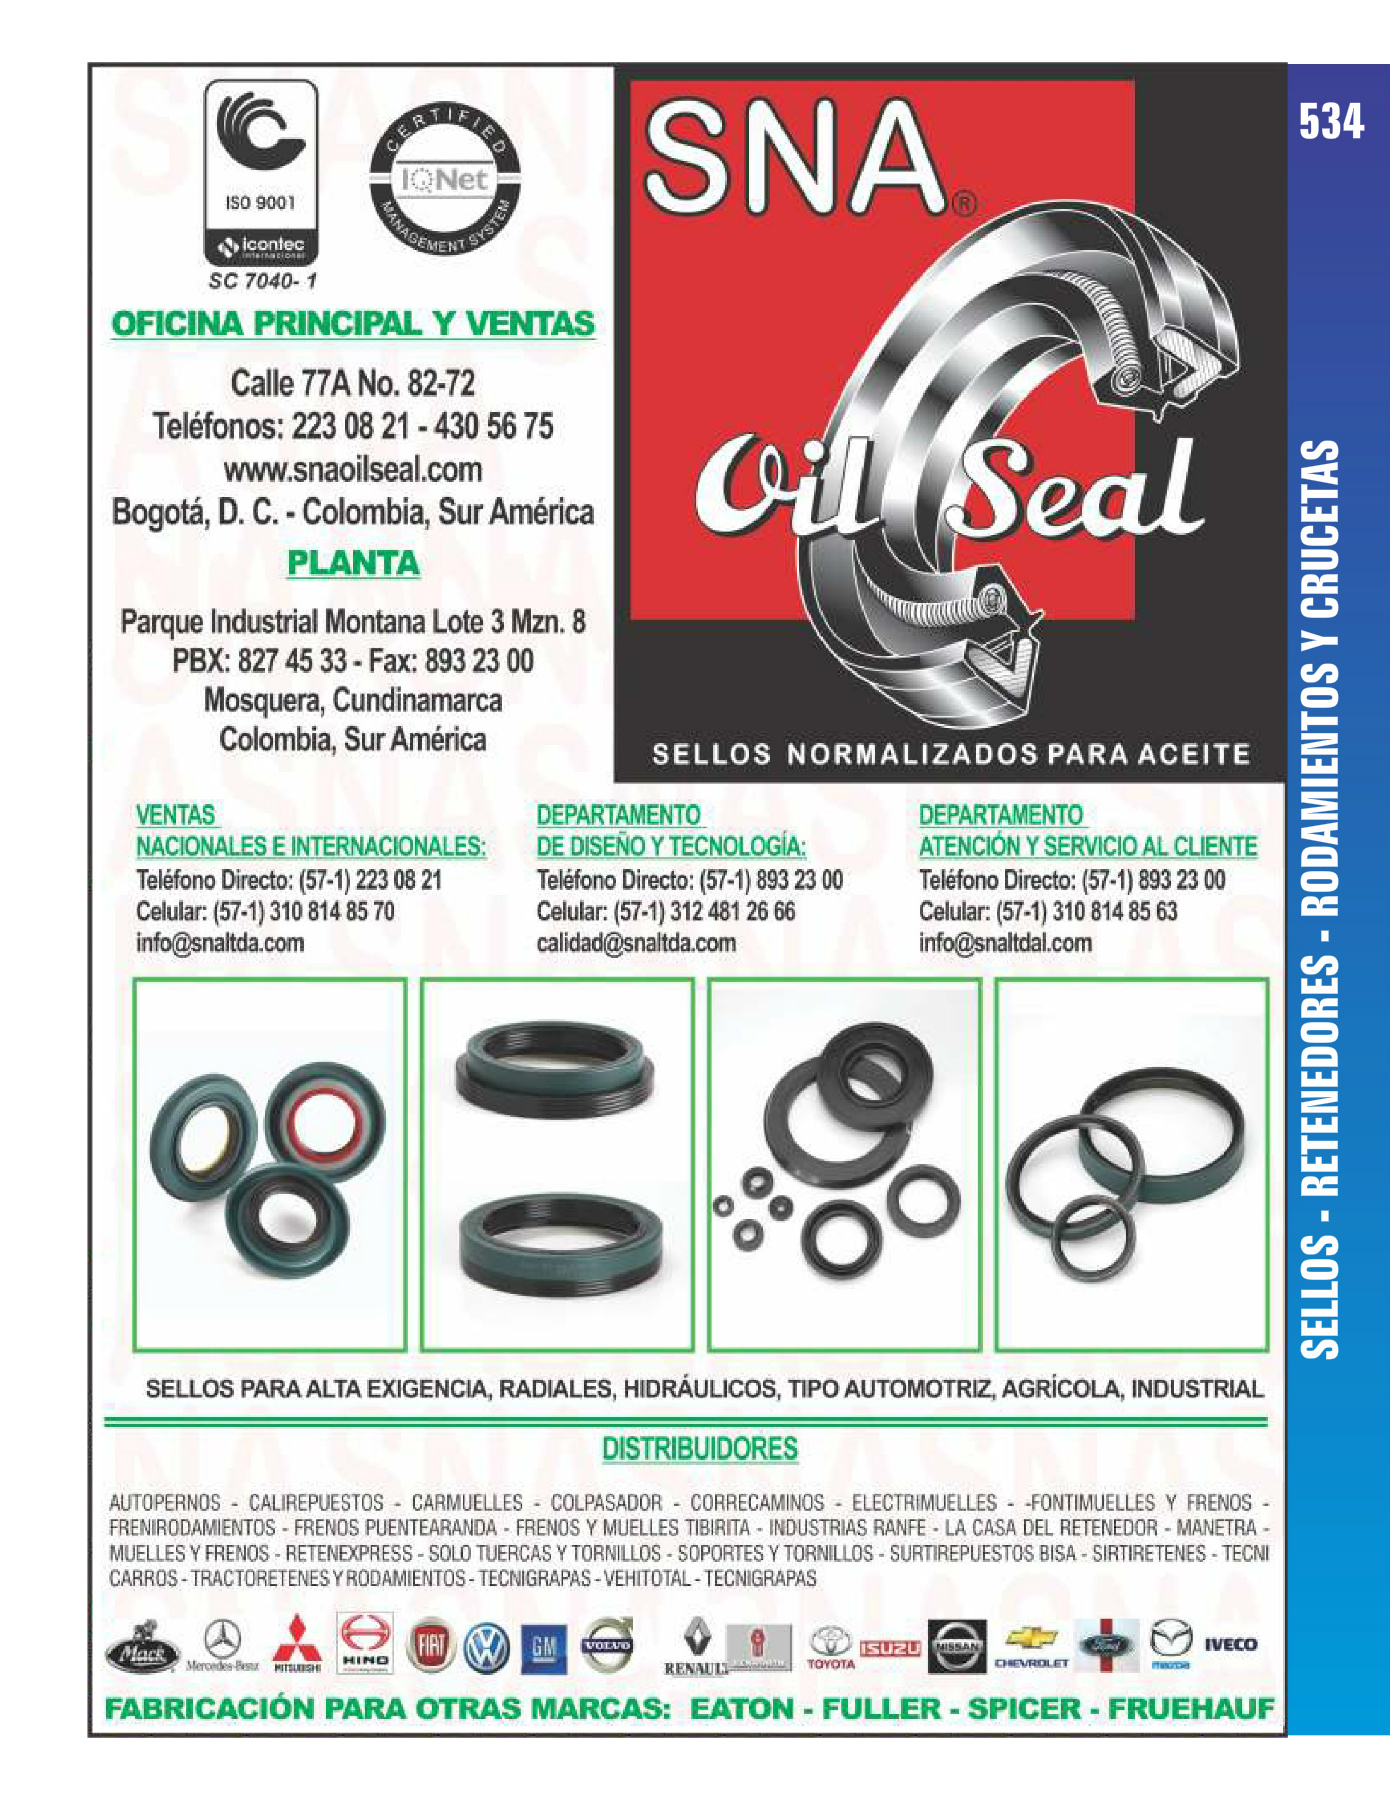 534
ISO 9001
icontec
internacional
SC 7040- 1
CERTIFIED
IQNet
MANAGEMENT SYSTEM
OFICINA PRINCIPAL Y VENTAS
Calle 77A No. 82-72
Teléfonos: 223 08 21 - 430 56 75
www.snaoilseal.com
Bogotá, D. C. - Colombia, Sur América
PLANTA
Parque Industrial Montana Lote 3 Mzn. 8
PBX: 827 45 33 - Fax: 893 23 00
Mosquera, Cundinamarca
Colombia, Sur América
SNA®
Oil Seal
SELLOS NORMALIZADOS PARA ACEITE
VENTAS
NACIONALES E INTERNACIONALES:
Teléfono Directo: (57-1) 223 08 21
Celular: (57-1) 310 814 85 70
info@snaltda.com
DEPARTAMENTO
DE DISEÑO Y TECNOLOGÍA:
Teléfono Directo: (57-1) 893 23 00
Celular: (57-1) 312 481 26 66
calidad@snaltda.com
DEPARTAMENTO
ATENCIÓN Y SERVICIO AL CLIENTE
Teléfono Directo: (57-1) 893 23 00
Celular: (57-1) 310 814 85 63
info@snaltdal.com
SELLOS PARA ALTA EXIGENCIA, RADIALES, HIDRÁULICOS, TIPO AUTOMOTRIZ, AGRÍCOLA, INDUSTRIAL
DISTRIBUIDORES
AUTOPERNOS - CALIREPUESTOS - CARMUELLES - COLPASADOR - CORRECAMINOS - ELECTRIMUELLES - -FONTIMUELLES Y FRENOS -
FRENIRODAMIENTOS - FRENOS PUENTEARANDA - FRENOS Y MUELLES TIBIRITA - INDUSTRIAS RANFE - LA CASA DEL RETENEDOR - MANETRA -
MUELLES Y FRENOS - RETENEXPRESS - SOLO TUERCAS Y TORNILLOS - SOPORTES Y TORNILLOS - SURTIREPUESTOS BISA - SIRTIRETENES - TECNI
CARROS - TRACTORETENES Y RODAMIENTOS - TECNIGRAPAS - VEHITOTAL - TECNIGRAPAS
Mack
Mercedes-Benz
MITSUBISHI
HINO
FIAT
GM
VOLVO
RENAULT
TOYOTA
ISUZU
NISSAN
CHEVROLET
Ford
mazda
IVECO
FABRICACIÓN PARA OTRAS MARCAS: EATON - FULLER - SPICER - FRUEHAUF
SELLOS - RETENEDORES - RODAMIENTOS Y CRUCETAS